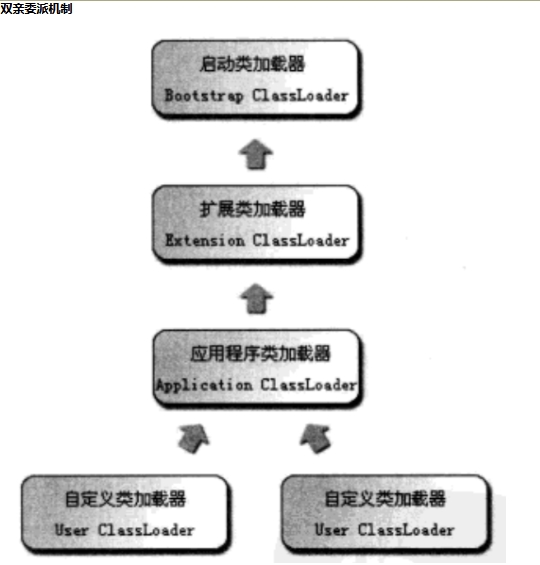 双亲委派机制
启动类加载器
Bootstrap ClassLoader
扩展类加载器
Extension ClassLoader
应用程序类加载器
Application ClassLoader
自定义类加载器
User ClassLoader
自定义类加载器
User ClassLoader